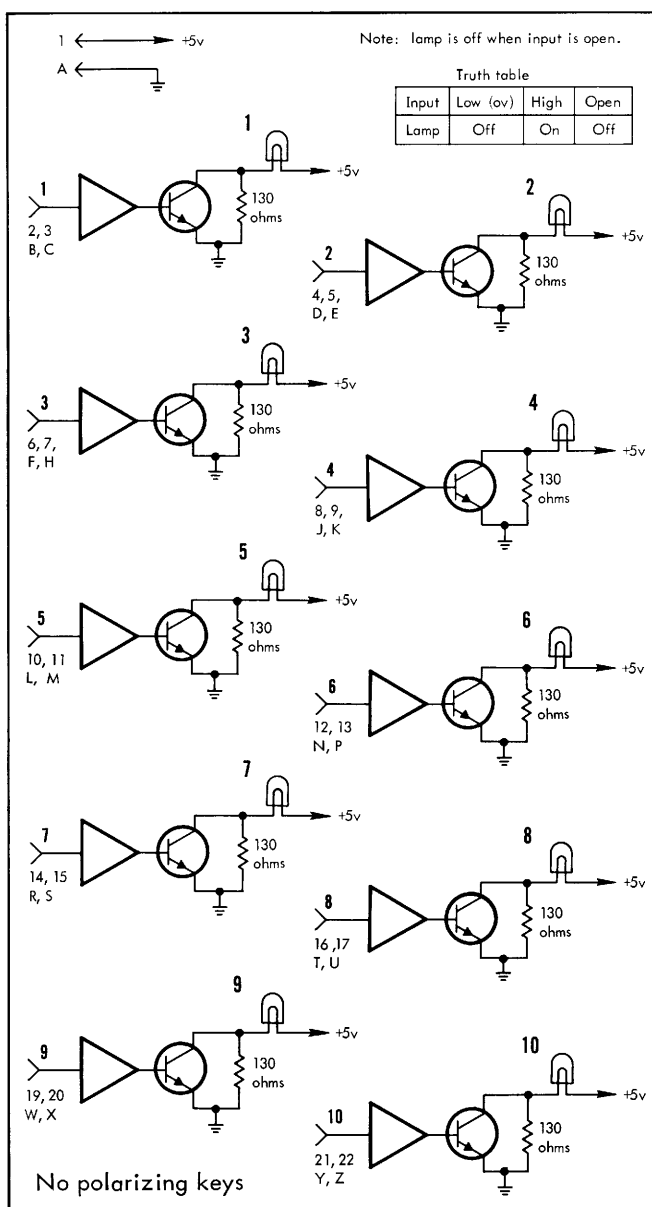 1 +5v
A
Note: lamp is off when input is open.
Truth table
Input Low (ov) High Open
Lamp Off On Off
1
+5v
1
130
ohms
2, 3
B, C
2
+5v
2
130
ohms
4, 5,
D, E
3
+5v
3
130
ohms
6, 7,
F, H
4
+5v
4
130
ohms
8, 9,
J, K
5
+5v
5
130
ohms
10, 11
L, M
6
+5v
6
130
ohms
12, 13
N, P
7
+5v
7
130
ohms
14, 15
R, S
8
+5v
8
130
ohms
16 ,17
T, U
9
+5v
9
130
ohms
19, 20
W, X
10
+5v
10
130
ohms
21, 22
Y, Z
No polarizing keys